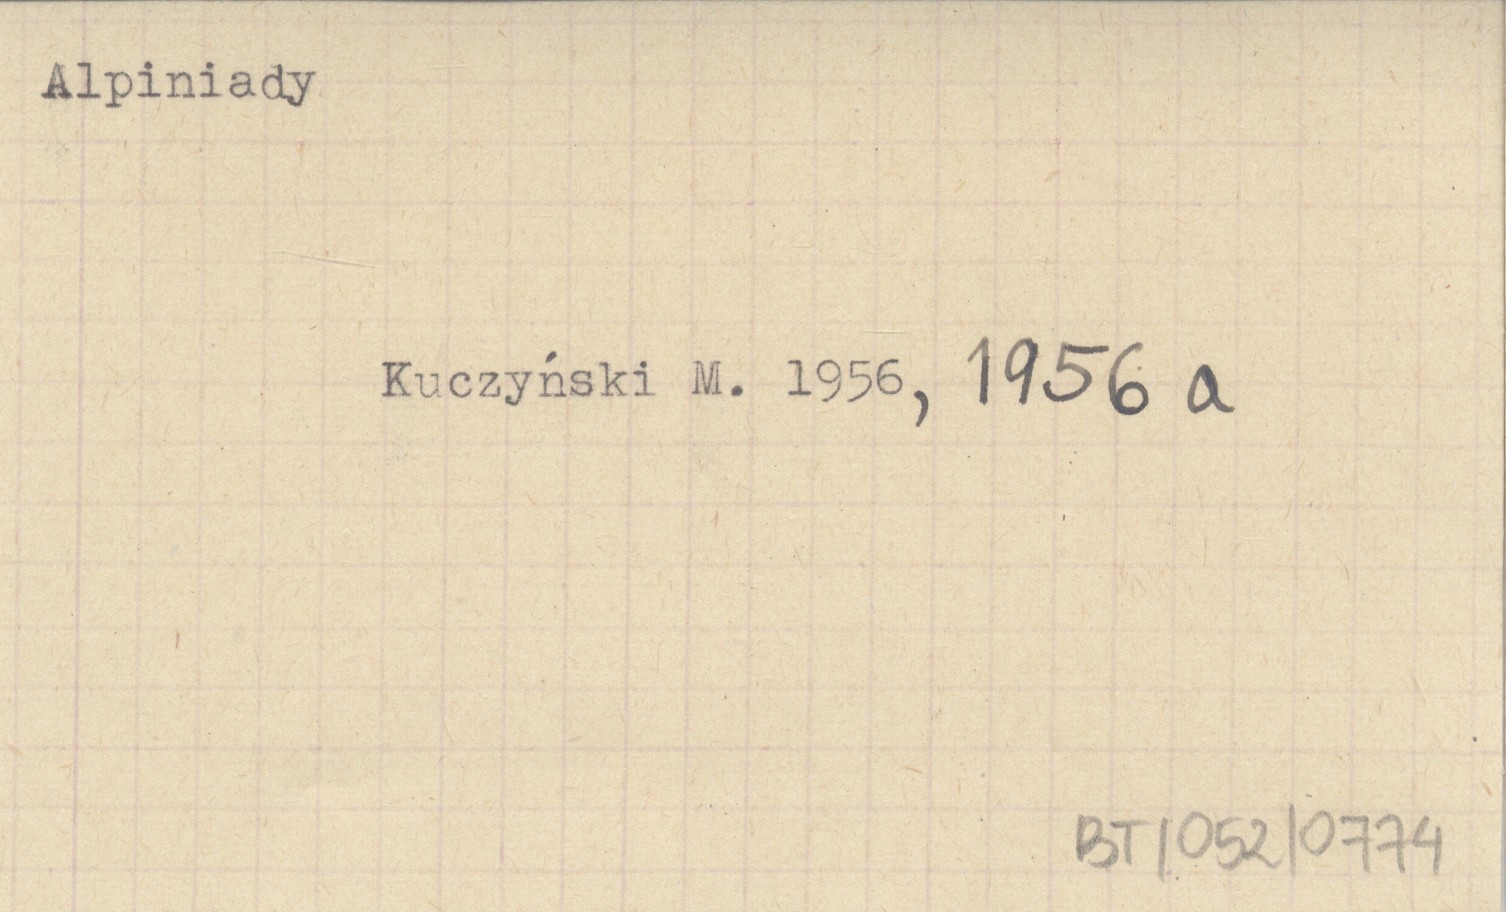 Alpiniady
Kuczyński M. 1956, 1956 a
BT/052/0774